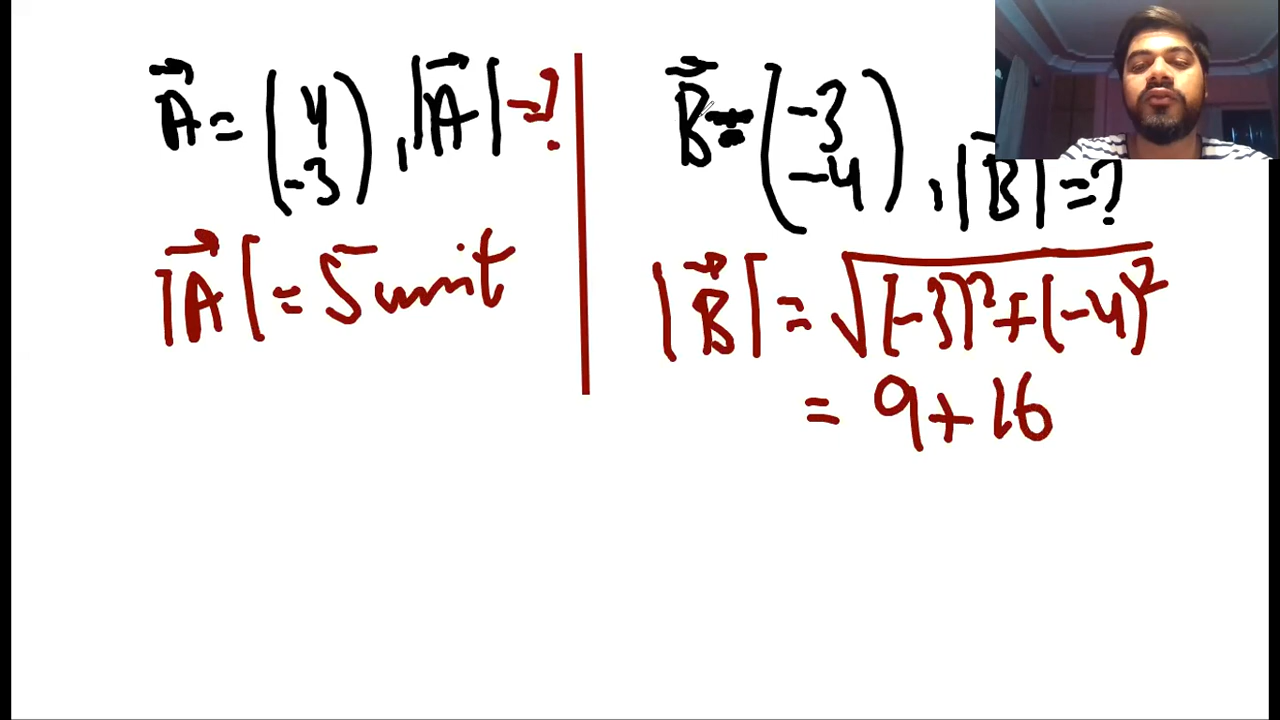 A⃗ = (4 -3), |A⃗| = ?
|A⃗| = 5 unit
B⃗ = (-3 -4), |B⃗| = ?
|B⃗| = √(-3)² + (-4)²
= 9 + 16